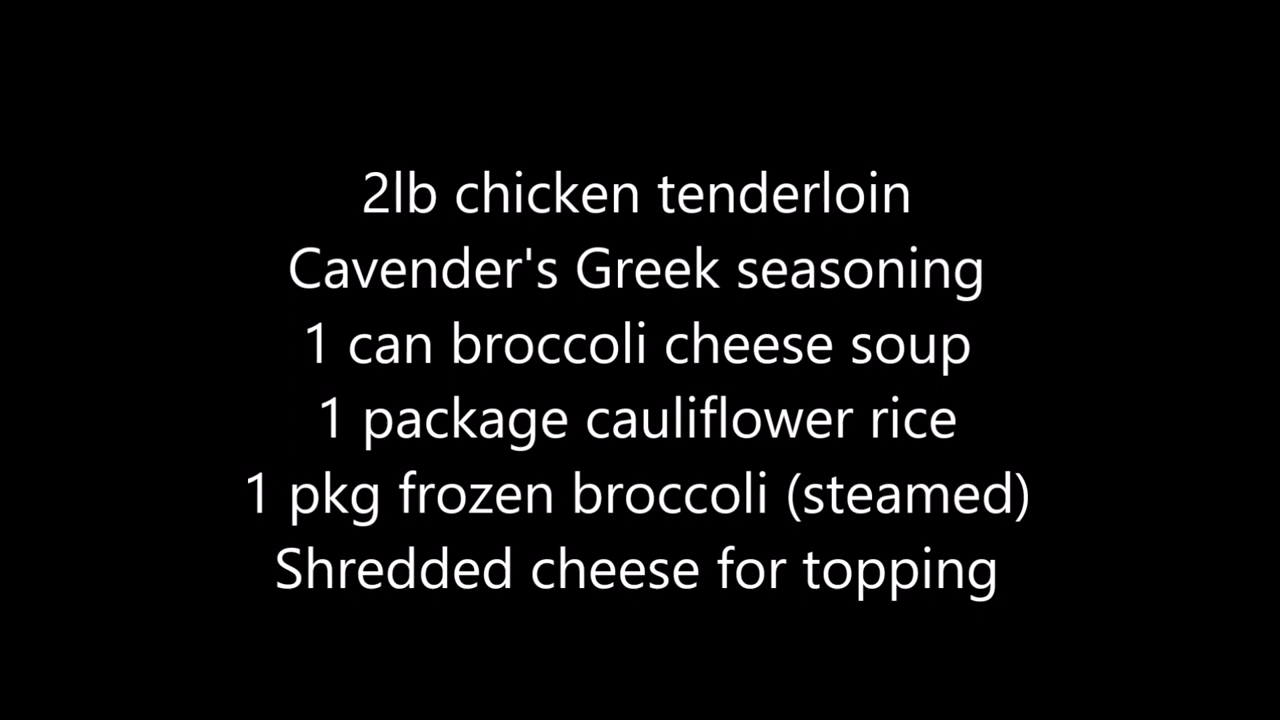 2lb chicken tenderloin
Cavender's Greek seasoning
1 can broccoli cheese soup
1 package cauliflower rice
1 pkg frozen broccoli (steamed)
Shredded cheese for topping